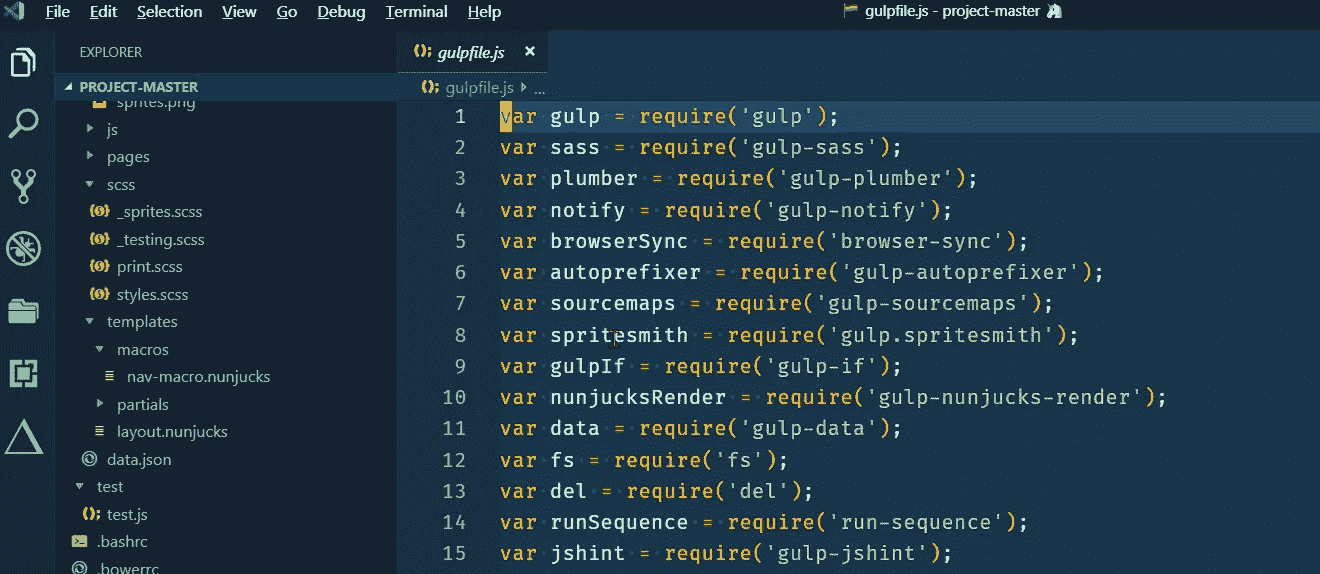 File Edit Selection View Go Debug Terminal Help
gulpfile.js - project-master
EXPLORER
PROJECT-MASTER
sprites.png
js
pages
scss
_sprites.scss
_testing.scss
print.scss
styles.scss
templates
macros
nav-macro.nunjucks
partials
layout.nunjucks
data.json
test
test.js
.bashrc
.bowerrc
gulpfile.js
gulpfile.js ...
1 var gulp = require('gulp');
2 var sass = require('gulp-sass');
3 var plumber = require('gulp-plumber');
4 var notify = require('gulp-notify');
5 var browserSync = require('browser-sync');
6 var autoprefixer = require('gulp-autoprefixer');
7 var sourcemaps = require('gulp-sourcemaps');
8 var spritesmith = require('gulp.spritesmith');
9 var gulpIf = require('gulp-if');
10 var nunjucksRender = require('gulp-nunjucks-render');
11 var data = require('gulp-data');
12 var fs = require('fs');
13 var del = require('del');
14 var runSequence = require('run-sequence');
15 var jshint = require('gulp-jshint');